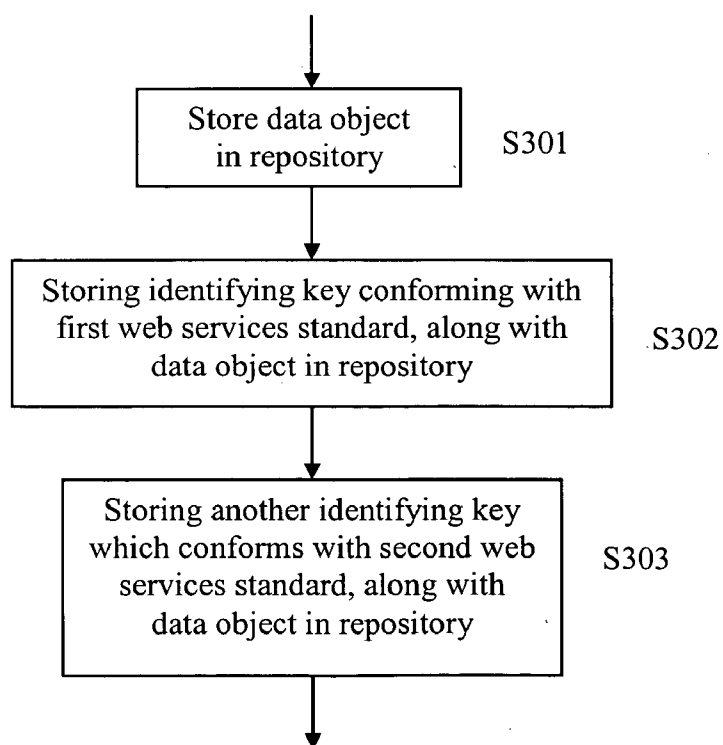 Store data object
in repository
S301
Storing identifying key conforming with
first web services standard, along with
data object in repository
S302
Storing another identifying key
which conforms with second web
services standard, along with
data object in repository
S303